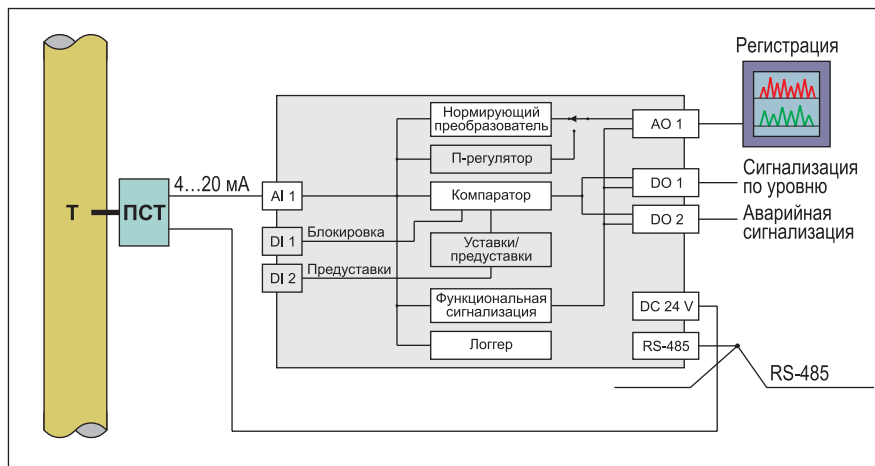 Регистрация
Нормирующий
преобразователь
AO 1
П-регулятор
4...20 мА
Сигнализация
по уровню
T
ПСТ
AI 1
Компаратор
DO 1
DI 1
Блокировка
DO 2
Аварийная
сигнализация
Уставки/
предуставки
DI 2
Предуставки
Функциональная
сигнализация
DC 24 V
Логгер
RS-485
RS-485